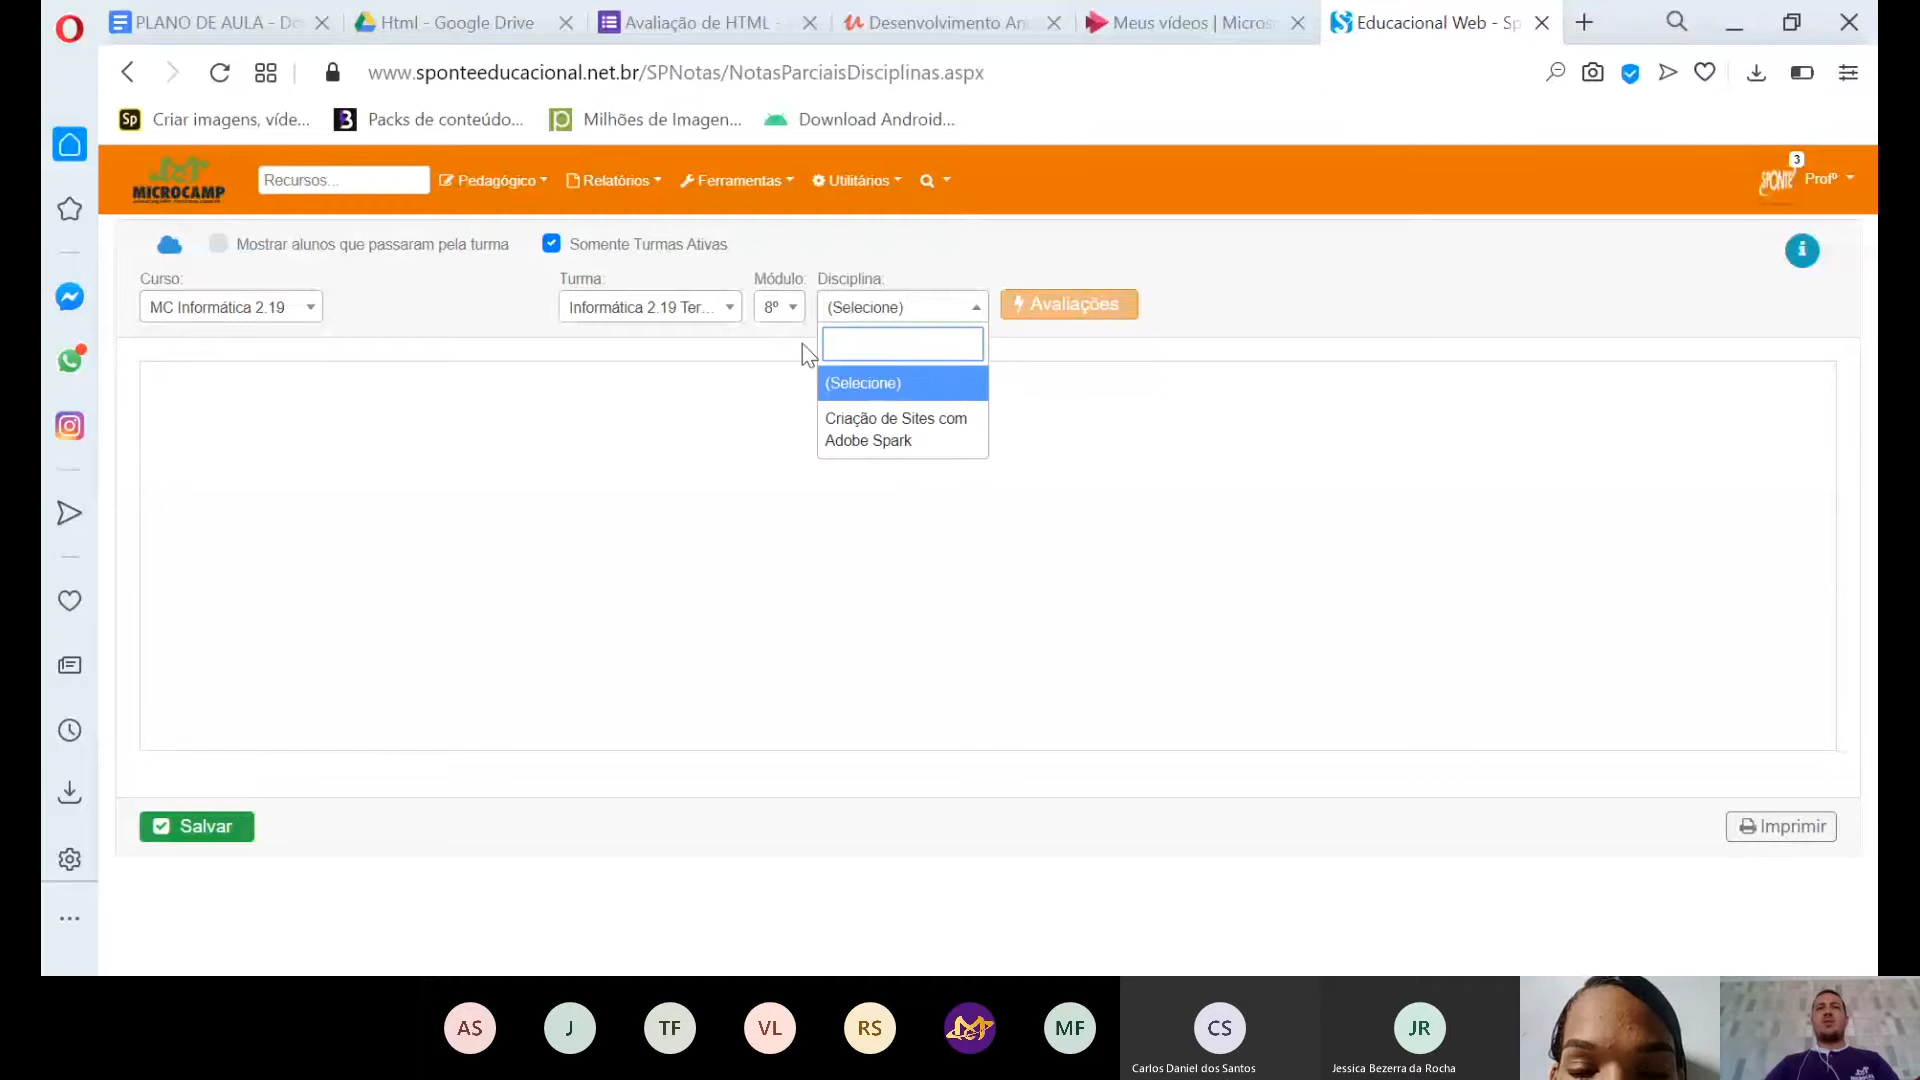 PLANO DE AULA - Do
Html - Google Drive
Avaliação de HTML -
Desenvolvimento An
Meus vídeos | Micros
Educacional Web - Sp
www.sponteeducacional.net.br/SPNotas/NotasParciaisDisciplinas.aspx
Sp Criar imagens, víde...
Packs de conteúdo...
Milhões de Imagen...
Download Android...
MICROCAMP
Recursos...
Pedagógico
Relatórios
Ferramentas
Utilitários
3
SPONTE
Profº
Mostrar alunos que passaram pela turma
Somente Turmas Ativas
Curso:
Turma:
Módulo:
Disciplina:
MC Informática 2.19
Informática 2.19 Ter...
8º
(Selecione)
Avaliações
(Selecione)
Criação de Sites com
Adobe Spark
Salvar
Imprimir
AS
J
TF
VL
RS
MF
CS
JR
Carlos Daniel dos Santos
Jessica Bezerra da Rocha